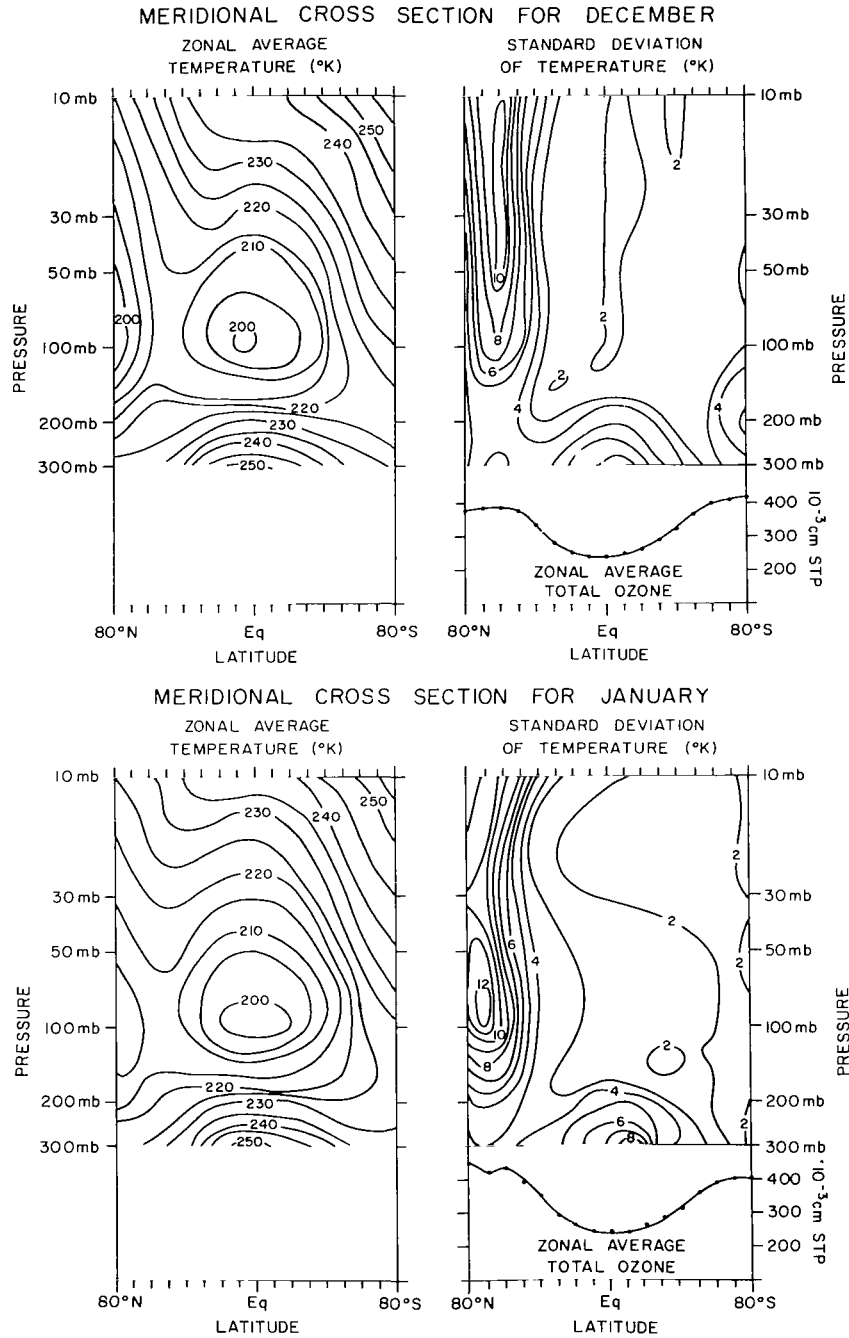 MERIDIONAL CROSS SECTION FOR DECEMBER
ZONAL AVERAGE
TEMPERATURE (°K)
STANDARD DEVIATION
OF TEMPERATURE (°K)
10 mb
30 mb
50 mb
100 mb
200 mb
300 mb
PRESSURE
250
240
230
220
210
200
200
220
230
240
250
80°N
Eq
80°S
LATITUDE
2
10
8
6
4
2
2
4
10 mb
30 mb
50 mb
100 mb
200 mb
300 mb
PRESSURE
400
300
200
10⁻³cm STP
ZONAL AVERAGE
TOTAL OZONE
80°N
Eq
80°S
LATITUDE
MERIDIONAL CROSS SECTION FOR JANUARY
ZONAL AVERAGE
TEMPERATURE (°K)
STANDARD DEVIATION
OF TEMPERATURE (°K)
10 mb
30 mb
50 mb
100 mb
200 mb
300 mb
PRESSURE
250
240
230
220
210
200
220
230
240
250
80°N
Eq
80°S
LATITUDE
2
2
6
4
2
12
10
8
2
4
6
8
2
10 mb
30 mb
50 mb
100 mb
200 mb
300 mb
PRESSURE
400
300
200
10⁻³cm STP
ZONAL AVERAGE
TOTAL OZONE
80°N
Eq
80°S
LATITUDE